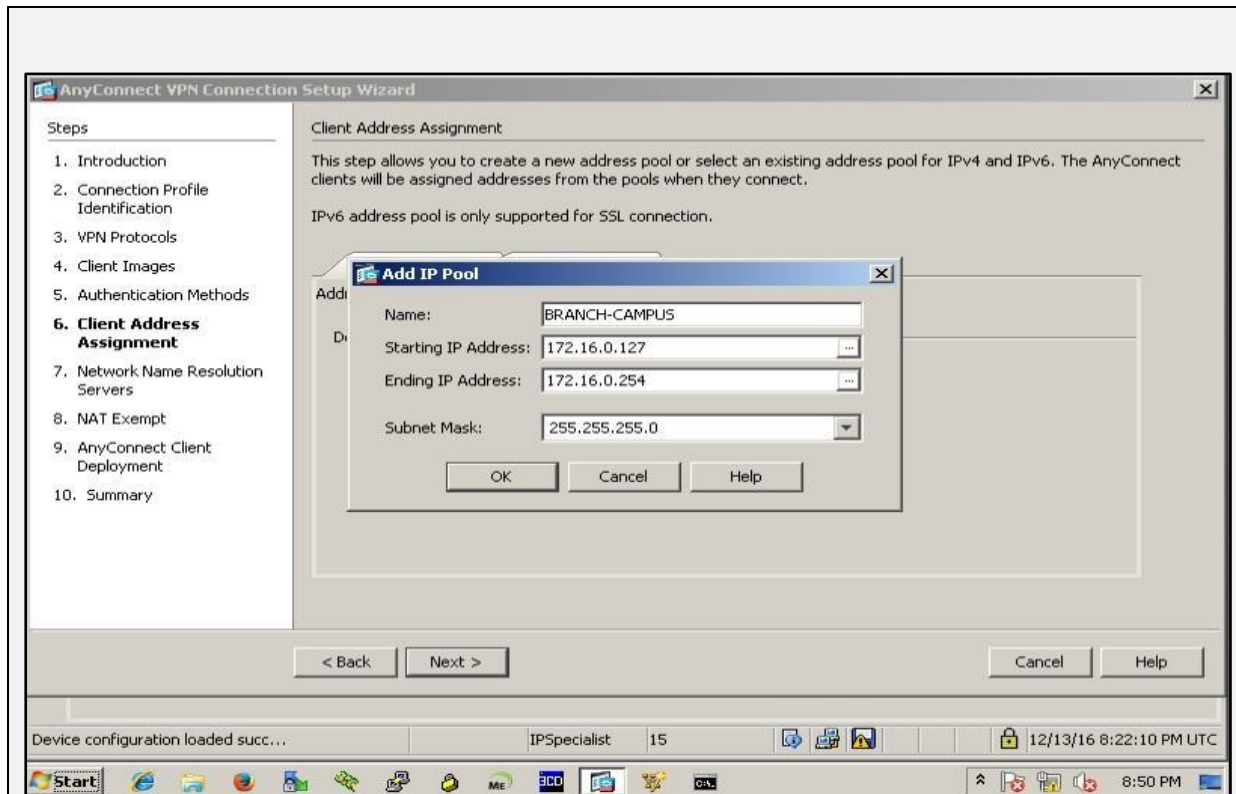 AnyConnect VPN Connection Setup Wizard
Steps
1. Introduction
2. Connection Profile
Identification
3. VPN Protocols
4. Client Images
5. Authentication Methods
6. Client Address
Assignment
7. Network Name Resolution
Servers
8. NAT Exempt
9. AnyConnect Client
Deployment
10. Summary
Client Address Assignment
This step allows you to create a new address pool or select an existing address pool for IPv4 and IPv6. The AnyConnect
clients will be assigned addresses from the pools when they connect.
IPv6 address pool is only supported for SSL connection.
Add IP Pool
Name: BRANCH-CAMPUS
Starting IP Address: 172.16.0.127 ...
Ending IP Address: 172.16.0.254 ...
Subnet Mask: 255.255.255.0
OK Cancel Help
< Back Next > Cancel Help
Device configuration loaded succ... IPSpecialist 15 12/13/16 8:22:10 PM UTC
Start ME C:\ 8:50 PM